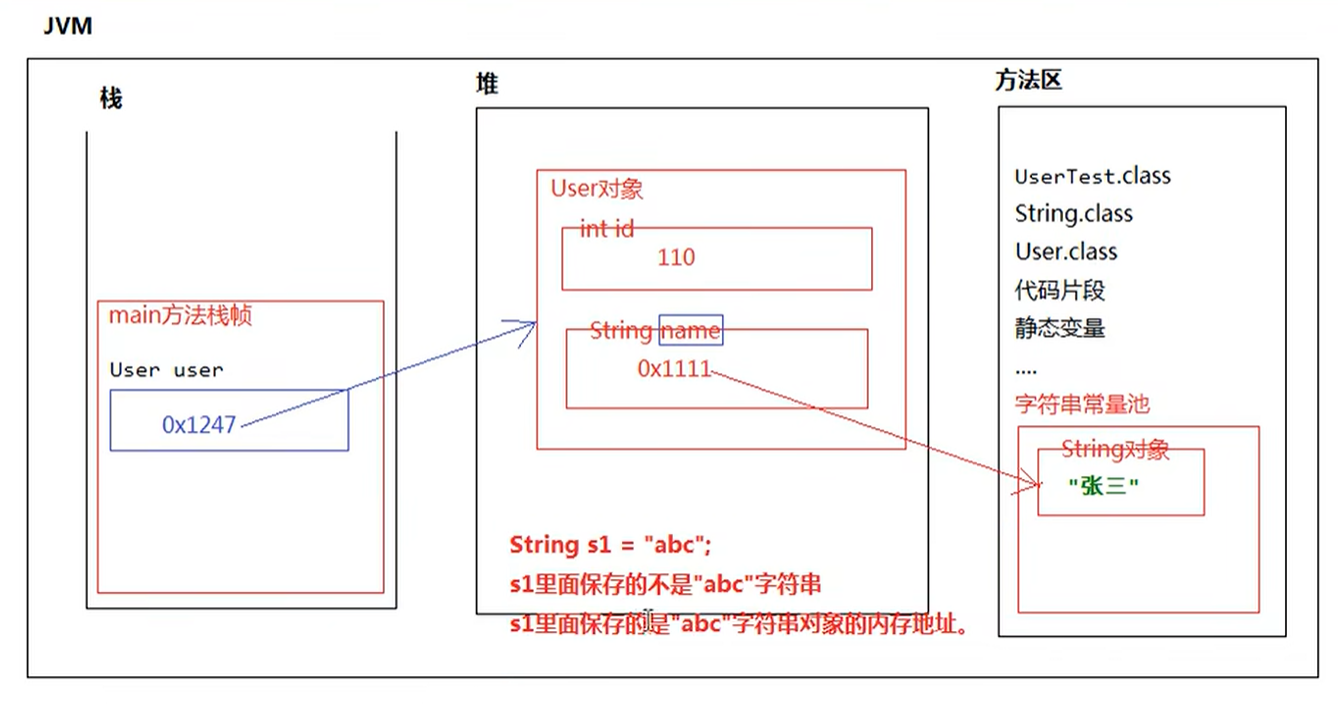 JVM
栈
堆
方法区
main方法栈帧
User user
0x1247
User对象
int id
110
String name
0x1111
String s1 = "abc";
s1里面保存的不是"abc"字符串
s1里面保存的是"abc"字符串对象的内存地址。
UserTest.class
String.class
User.class
代码片段
静态变量
....
字符串常量池
String对象
"张三"